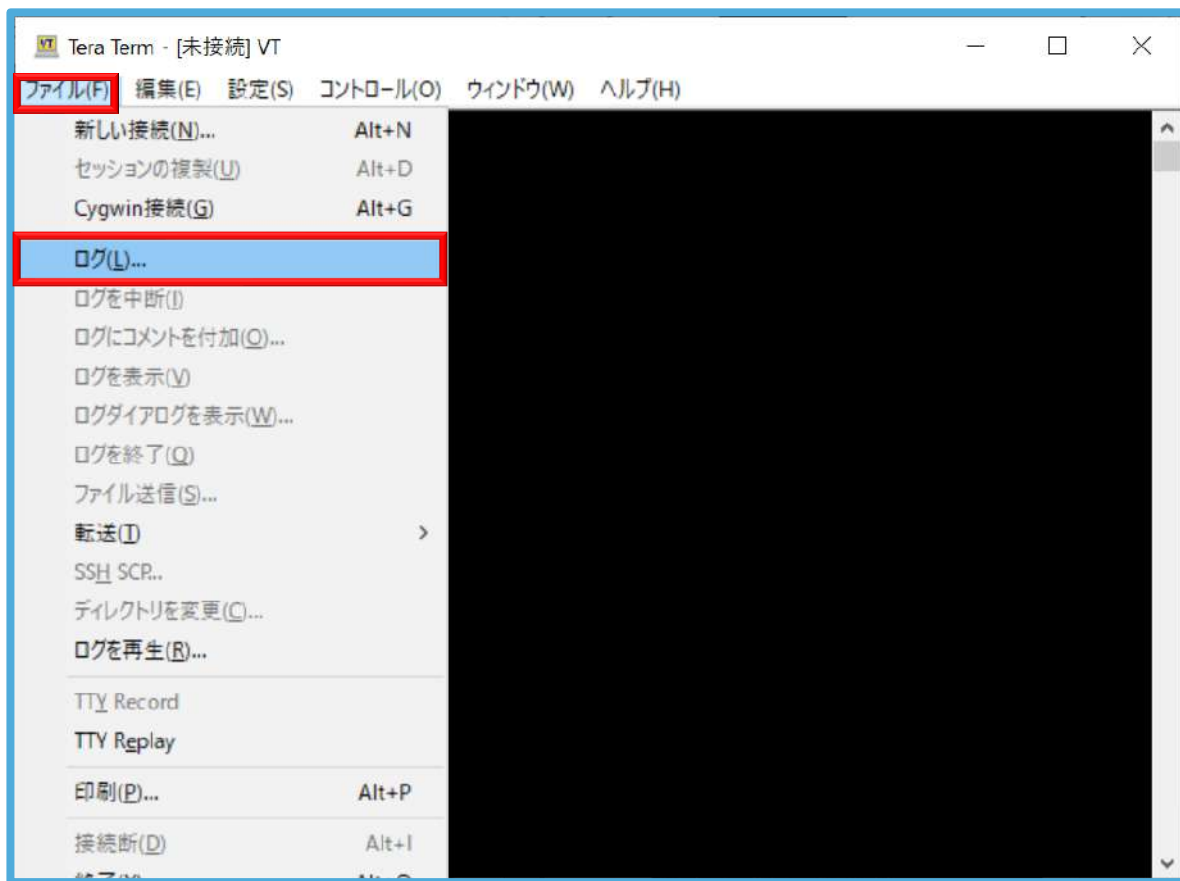 VT Tera Term - [未接続] VT
ファイル(F) 編集(E) 設定(S) コントロール(O) ウィンドウ(W) ヘルプ(H)
新しい接続(N)... Alt+N
セッションの複製(U) Alt+D
Cygwin接続(G) Alt+G
ログ(L)...
ログを中断(I)
ログにコメントを付加(O)...
ログを表示(V)
ログダイアログを表示(W)...
ログを終了(Q)
ファイル送信(S)...
転送(T)
SSH SCP...
ディレクトリを変更(C)...
ログを再生(R)...
TTY Record
TTY Replay
印刷(P)... Alt+P
接続断(D) Alt+I